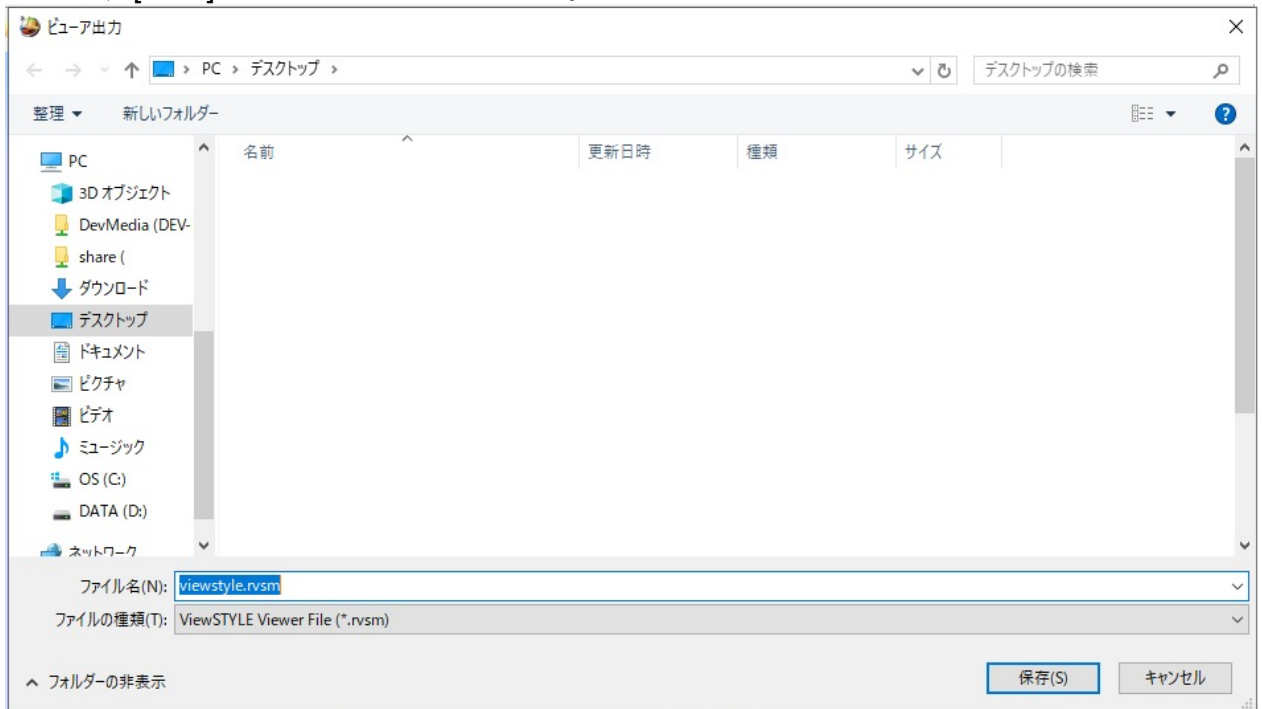 ビューア出力
PC > デスクトップ >
デスクトップの検索
整理
新しいフォルダー
名前
更新日時
種類
サイズ
PC
3D オブジェクト
DevMedia (DEV-
share (
ダウンロード
デスクトップ
ドキュメント
ピクチャ
ビデオ
ミュージック
OS (C:)
DATA (D:)
ネットワーク
ファイル名(N): viewstyle.rvsm
ファイルの種類(T): ViewSTYLE Viewer File (*.rvsm)
フォルダーの非表示
保存(S)
キャンセル